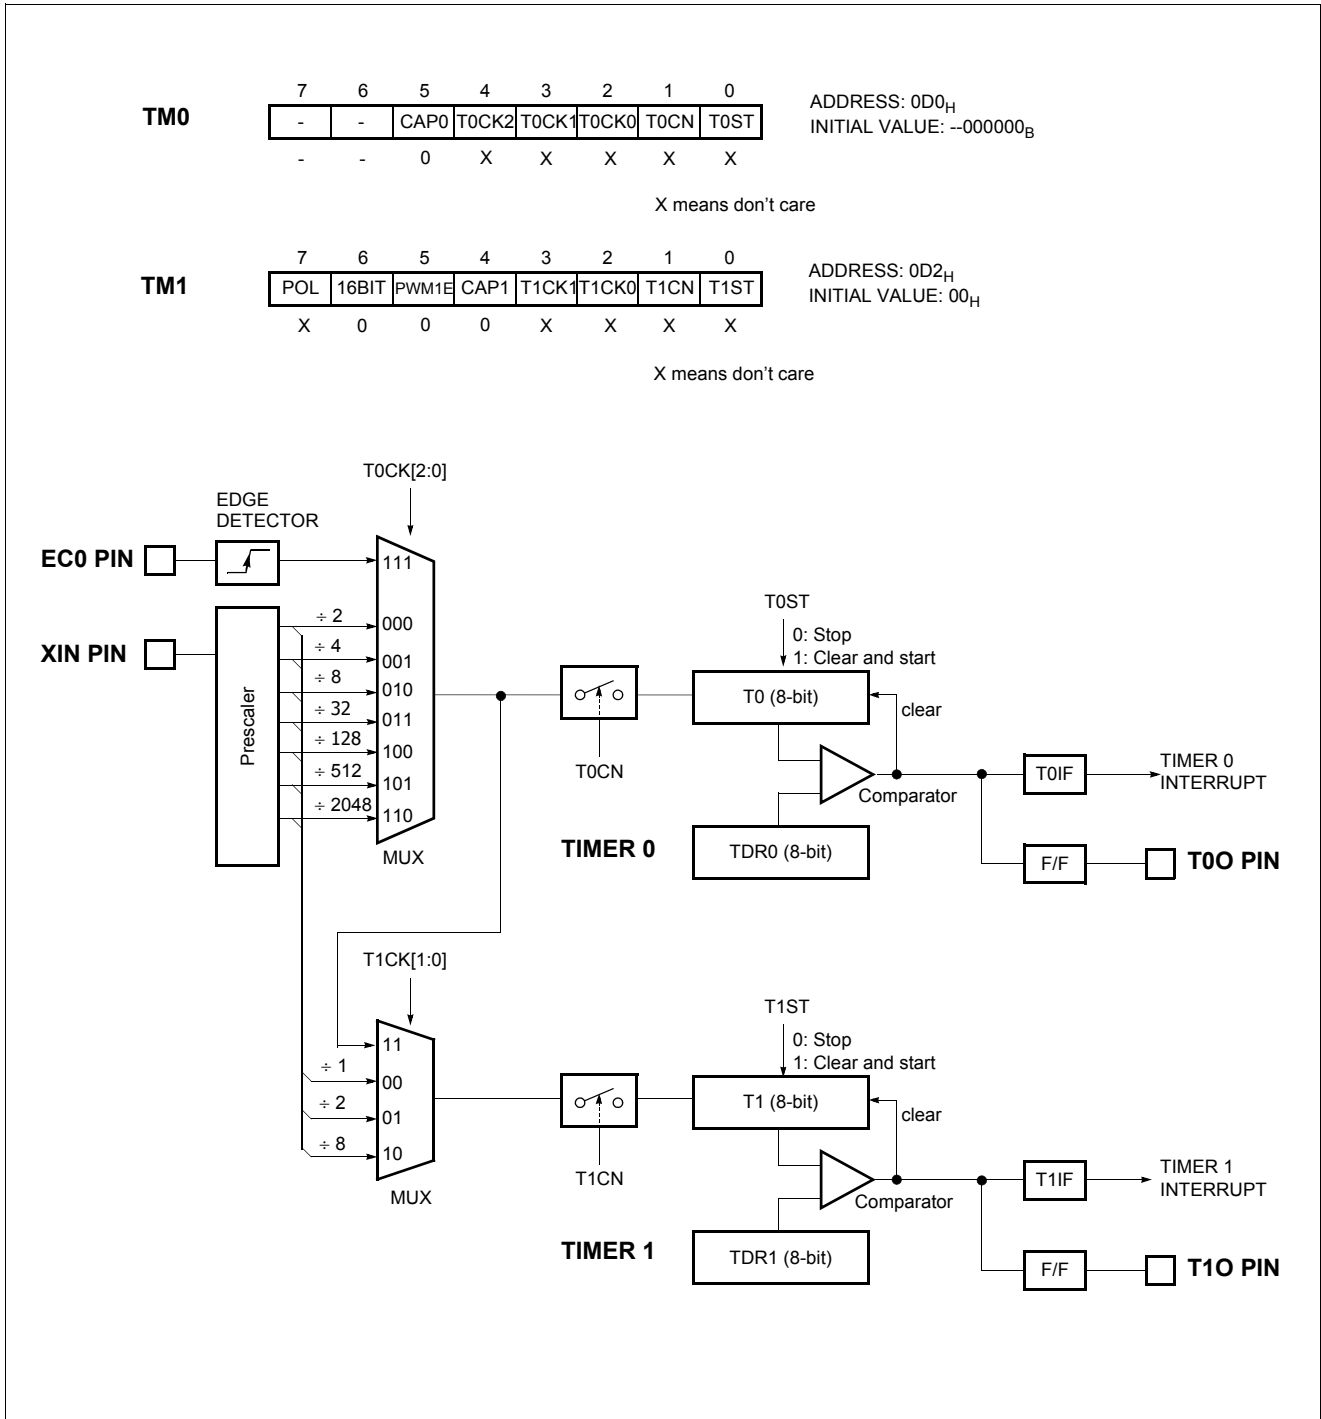 7 6 5 4 3 2 1 0
TM0
- - CAP0 T0CK2 T0CK1 T0CK0 T0CN T0ST
ADDRESS: 0D0H
INITIAL VALUE: --000000B
- - 0 X X X X X
X means don't care
7 6 5 4 3 2 1 0
TM1
POL 16BIT PWM1E CAP1 T1CK1 T1CK0 T1CN T1ST
ADDRESS: 0D2H
INITIAL VALUE: 00H
X 0 0 0 X X X X
X means don't care
T0CK[2:0]
EDGE
DETECTOR
EC0 PIN
111
XIN PIN
Prescaler
÷ 2
000
÷ 4
001
÷ 8
010
÷ 32
011
÷ 128
100
÷ 512
101
÷ 2048
110
MUX
T0CN
T0ST
0: Stop
1: Clear and start
T0 (8-bit)
clear
Comparator
TIMER 0
TDR0 (8-bit)
T0IF
TIMER 0
INTERRUPT
F/F
T0O PIN
T1CK[1:0]
11
÷ 1
00
÷ 2
01
÷ 8
10
MUX
T1CN
T1ST
0: Stop
1: Clear and start
T1 (8-bit)
clear
Comparator
TIMER 1
TDR1 (8-bit)
T1IF
TIMER 1
INTERRUPT
F/F
T1O PIN